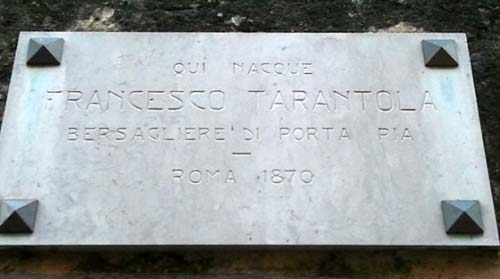 QUI NACQUE
FRANCESCO TARANTOLA
BERSAGLIERE DI PORTA PIA
—
ROMA 1870